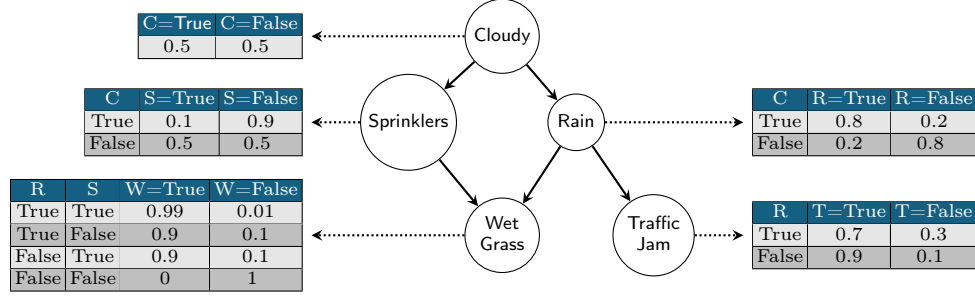 C=True C=False
0.5 0.5
Cloudy
C S=True S=False
True 0.1 0.9
False 0.5 0.5
Sprinklers
Rain
C R=True R=False
True 0.8 0.2
False 0.2 0.8
R S W=True W=False
True True 0.99 0.01
True False 0.9 0.1
False True 0.9 0.1
False False 0 1
Wet
Grass
Traffic
Jam
R T=True T=False
True 0.7 0.3
False 0.9 0.1